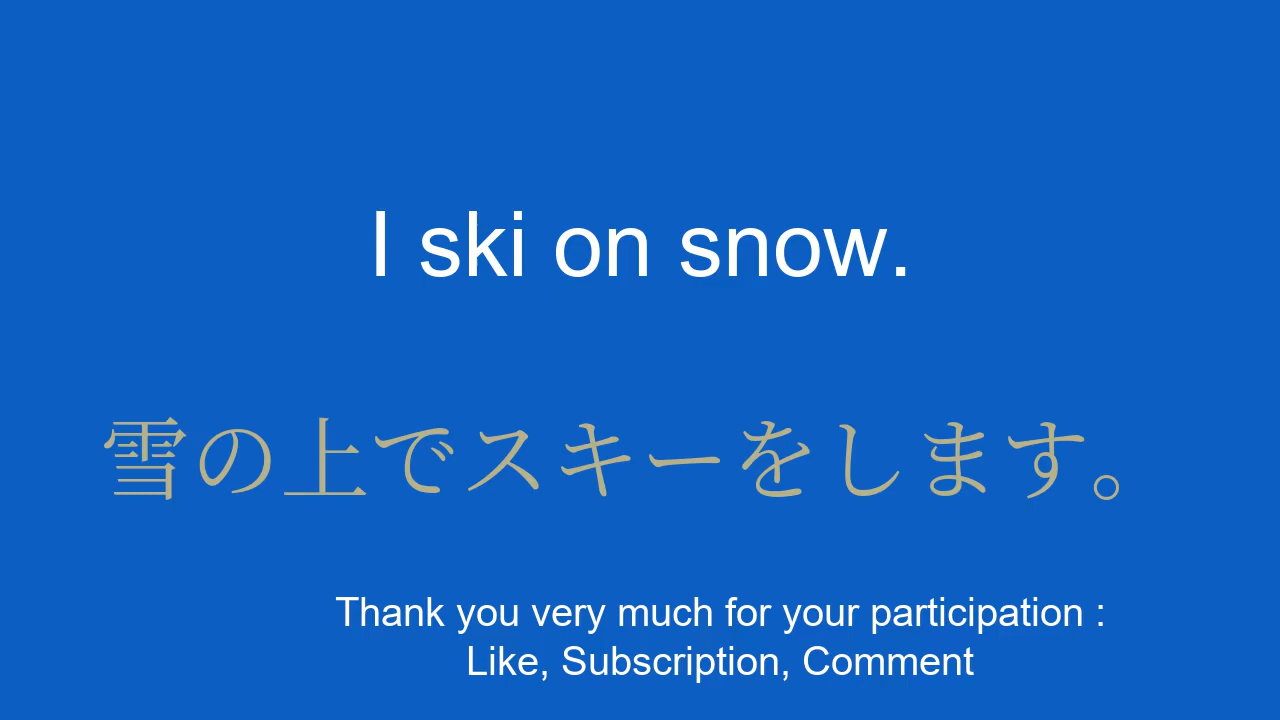 I ski on snow.
雪の上でスキーをします。
Thank you very much for your participation :
Like, Subscription, Comment